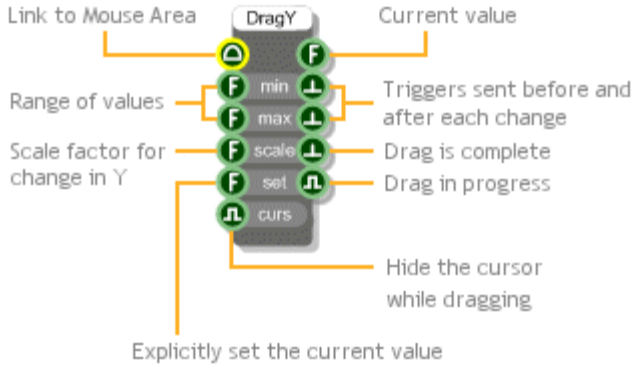 DragY
Link to Mouse Area
Current value
F
F
min
Range of values
F
max
Triggers sent before and
after each change
Scale factor for
change in Y
F
scale
Drag is complete
F
set
Drag in progress
curs
Hide the cursor
while dragging
Explicitly set the current value